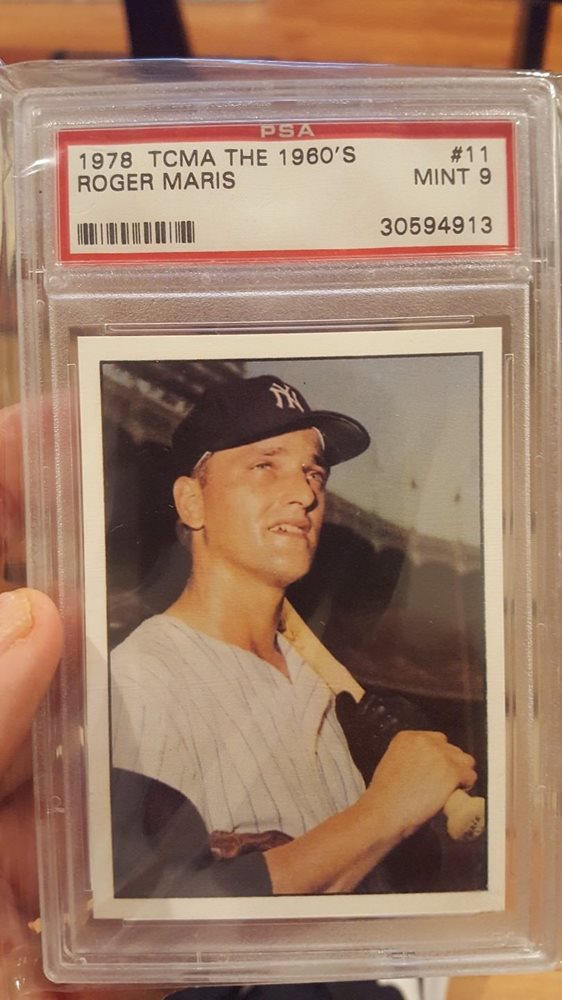 PSA
1978 TCMA THE 1960'S #11
ROGER MARIS MINT 9
30594913
NY